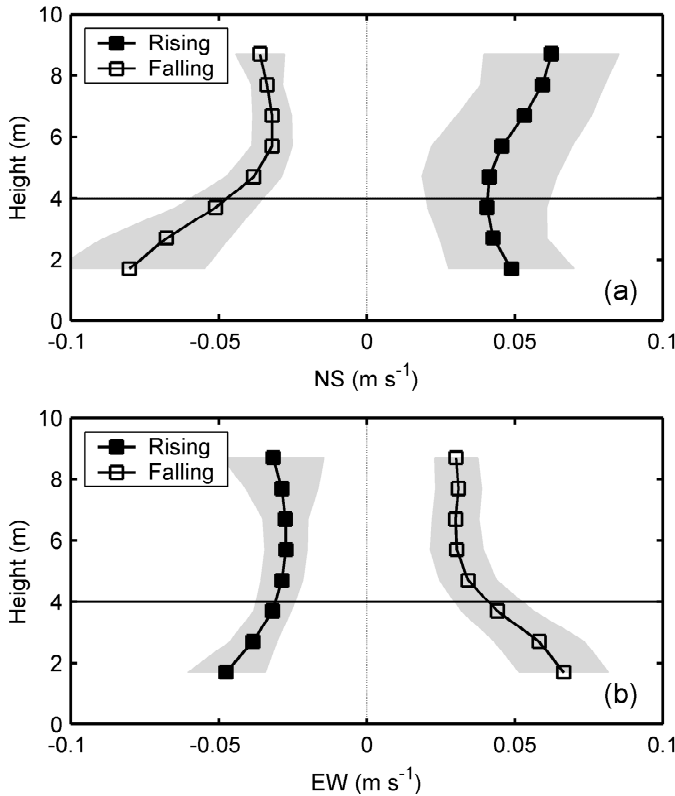 10
8
6
4
2
0
Height (m)
Rising
Falling
(a)
-0.1 -0.05 0 0.05 0.1
NS (m s⁻¹)
10
8
6
4
2
0
Height (m)
Rising
Falling
(b)
-0.1 -0.05 0 0.05 0.1
EW (m s⁻¹)